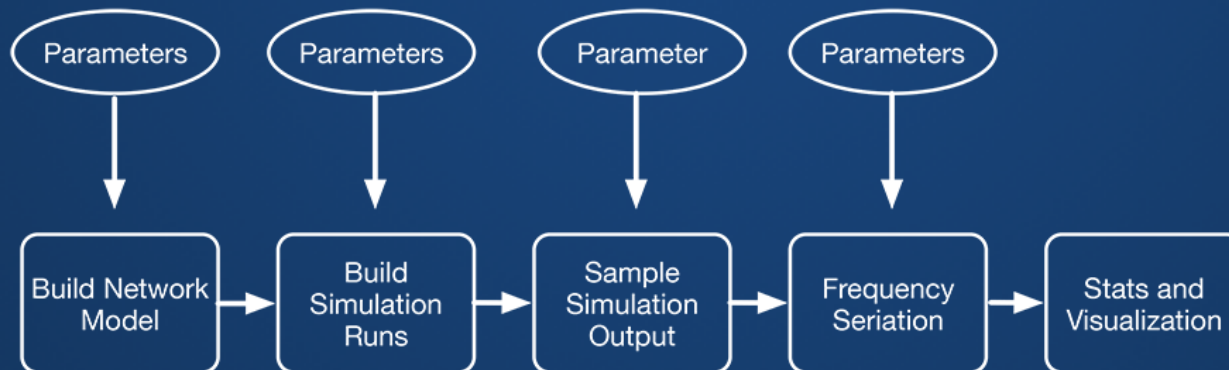 Parameters
Parameters
Parameter
Parameters
Build Network
Model
Build
Simulation
Runs
Sample
Simulation
Output
Frequency
Seriation
Stats and
Visualization